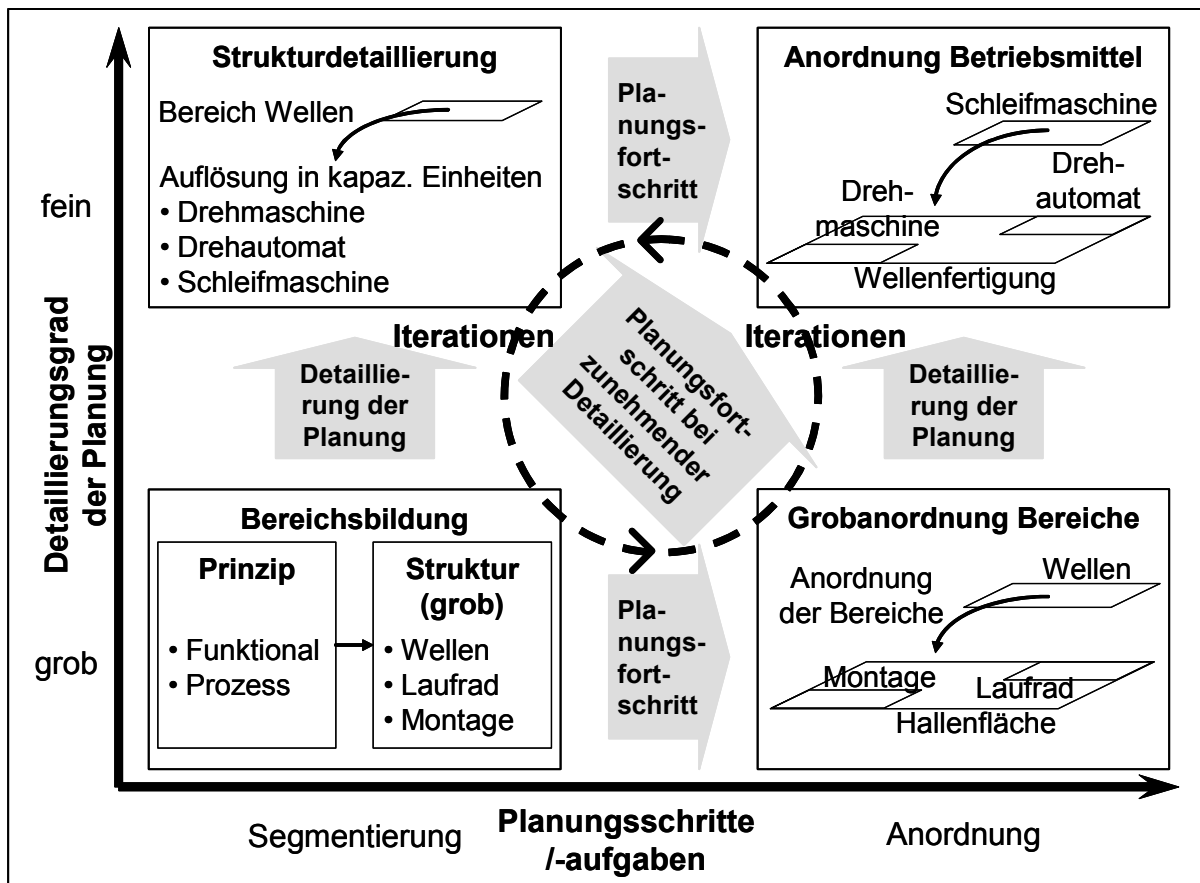 Strukturdetaillierung
Bereich Wellen
Auflösung in kapaz. Einheiten
• Drehmaschine
• Drehautomat
• Schleifmaschine
Pla-
nungs-
fort-
schritt
Anordnung Betriebsmittel
Schleifmaschine
Dreh-
automat
Dreh-
maschine
Wellenfertigung
fein
Detaillierungsgrad
der Planung
grob
Iterationen
Iterationen
Detaillie-
rung der
Planung
Planungsfort-
schritt bei
zunehmender
Detaillierung
Detaillie-
rung der
Planung
Bereichsbildung
Prinzip
• Funktional
• Prozess
Struktur
(grob)
• Wellen
• Laufrad
• Montage
Pla-
nungs-
fort-
schritt
Grobanordnung Bereiche
Wellen
Anordnung
der Bereiche
Montage
Laufrad
Hallenfläche
Segmentierung
Planungsschritte
/-aufgaben
Anordnung